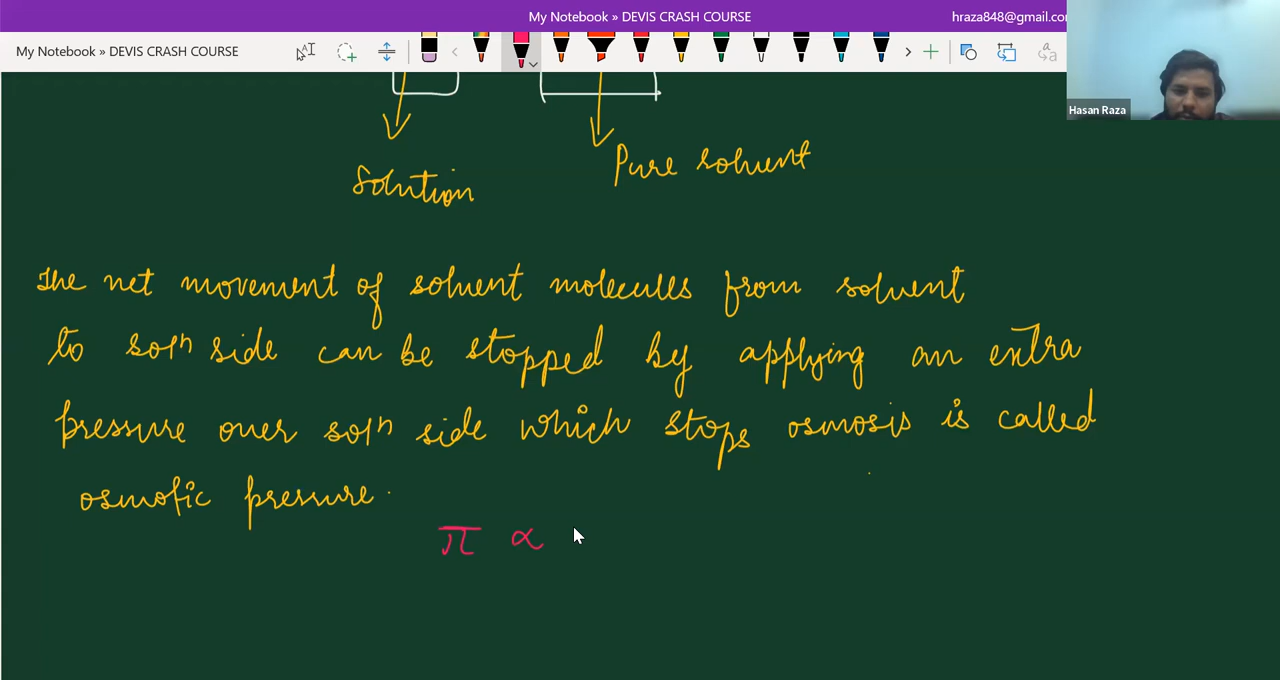 My Notebook » DEVIS CRASH COURSE
hraza848@gmail.co
My Notebook » DEVIS CRASH COURSE
Hasan Raza
Solution
Pure solvent
The net movement of solvent molecules from solvent
to solⁿ side can be stopped by applying an extra
pressure over solⁿ side which stops osmosis is called
osmotic pressure.
π ∝